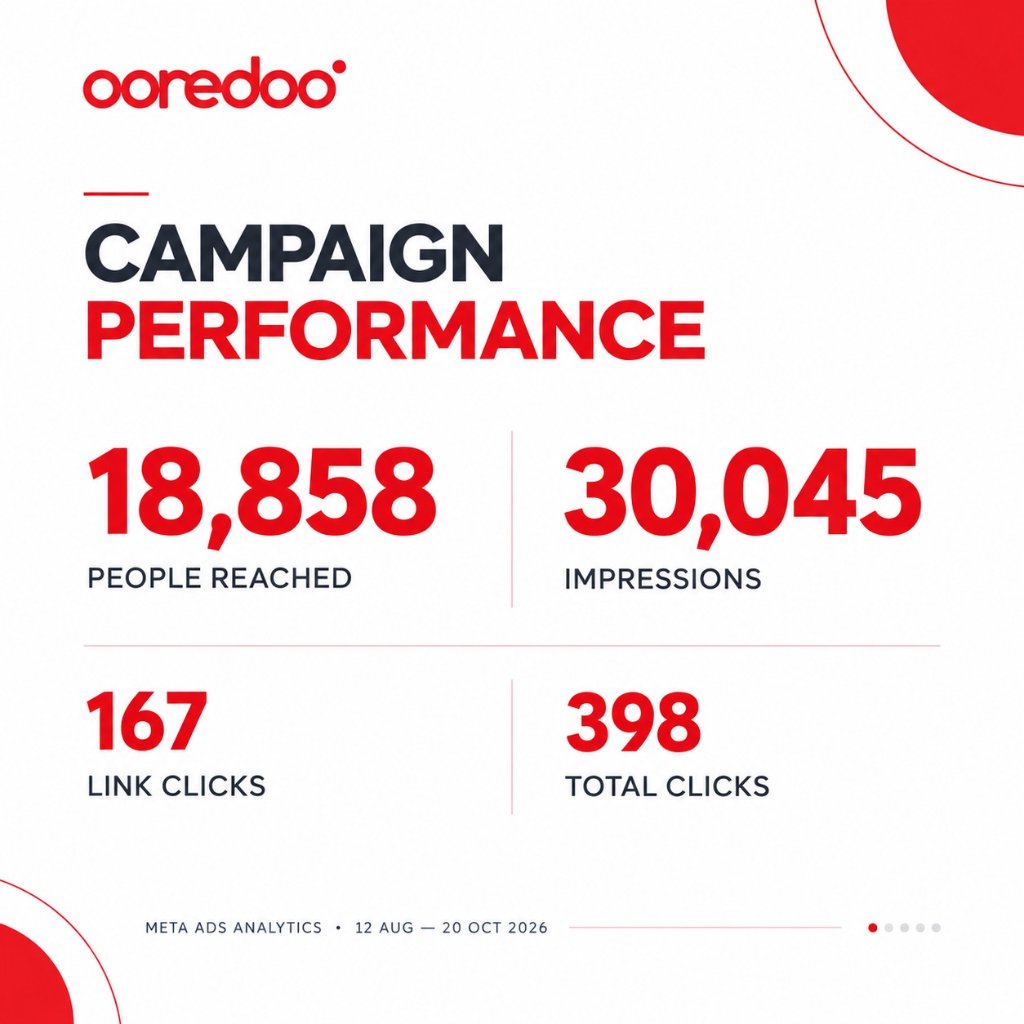 ooredoo
CAMPAIGN
PERFORMANCE
18,858
PEOPLE REACHED
30,045
IMPRESSIONS
167
LINK CLICKS
398
TOTAL CLICKS
META ADS ANALYTICS • 12 AUG — 20 OCT 2026